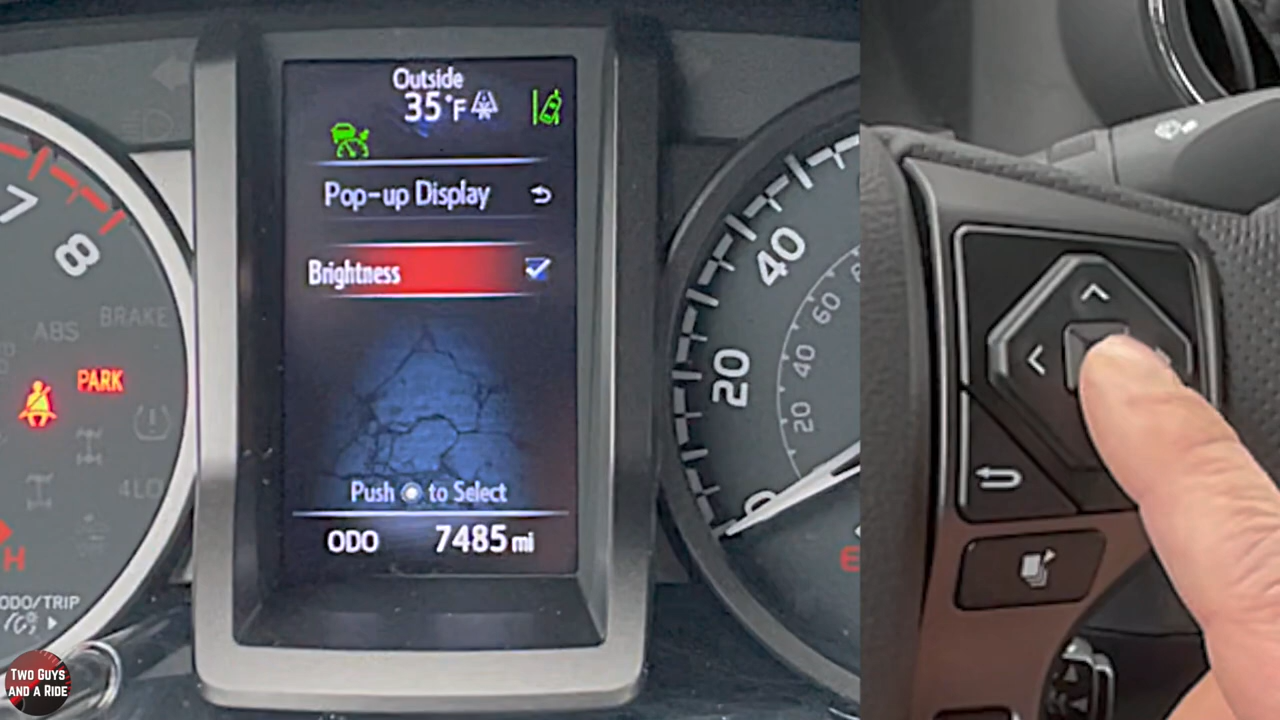 Outside
35°F
Pop-up Display
Brightness
Push to Select
ODO 7485 mi
7
8
ABS
BRAKE
PARK
4LO
H
ODO/TRIP
40
20
0
60
40
20
E
TWO GUYS
AND A RIDE